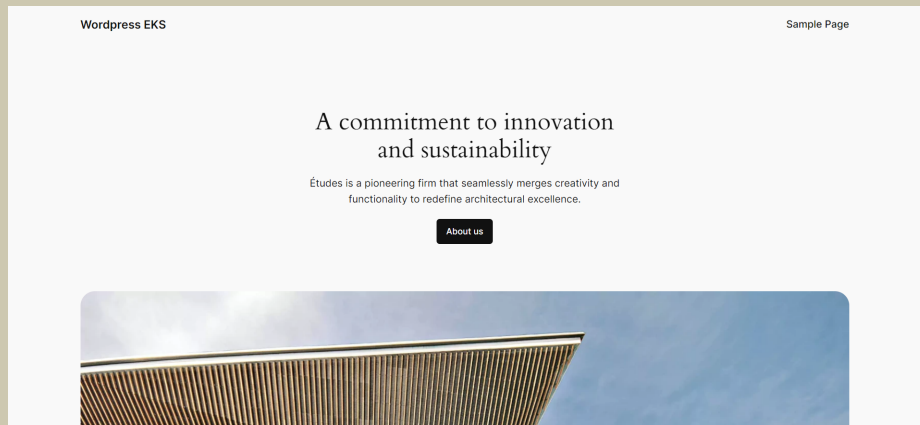 Wordpress EKS
Sample Page
A commitment to innovation
and sustainability
Études is a pioneering firm that seamlessly merges creativity and
functionality to redefine architectural excellence.
About us